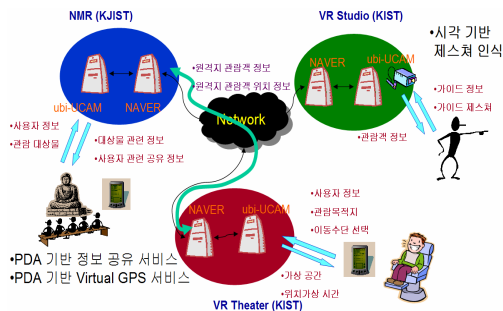 NMR (KJIST)
VR Studio (KIST)
•시각 기반
제스쳐 인식
NAVER
ubi-UCAM
•원격지 관람객 정보
•원격지 관람객 위치 정보
ubi-UCAM
NAVER
Network
•가이드 정보
•가이드 제스쳐
•사용자 정보
•관람 대상물
•대상물 관련 정보
•사용자 관련 공유 정보
•관람객 정보
NAVER
ubi-UCAM
•사용자 정보
•관람목적지
•이동수단 선택
•PDA 기반 정보 공유 서비스
•PDA 기반 Virtual GPS 서비스
•가상 공간
•위치가상 시간
VR Theater (KIST)